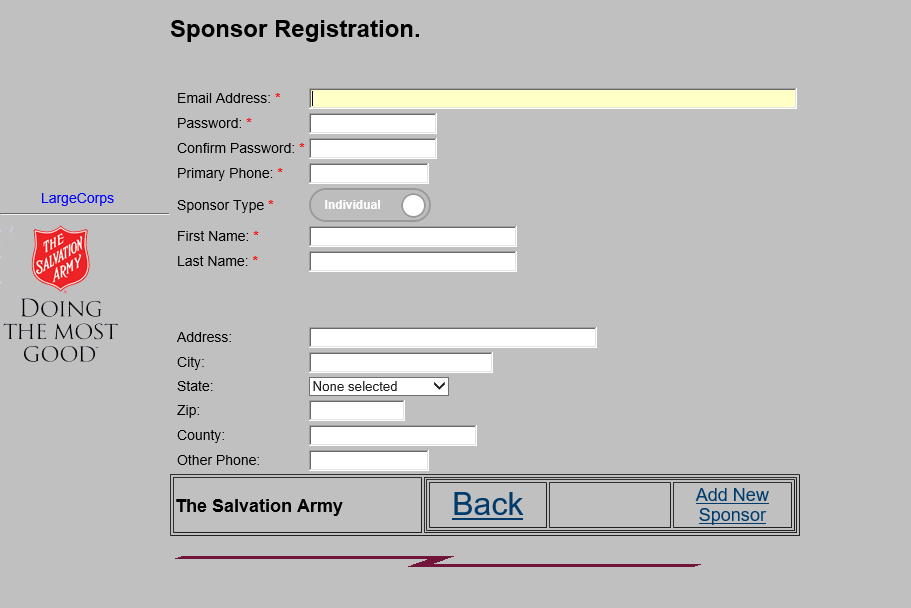 Sponsor Registration.
Email Address: *
Password: *
Confirm Password: *
Primary Phone: *
LargeCorps
Sponsor Type *
Individual
First Name: *
Last Name: *
THE
SALVATION
ARMY
DOING
THE MOST
GOOD
Address:
City:
State:
None selected
Zip:
County:
Other Phone:
The Salvation Army
Back
Add New
Sponsor